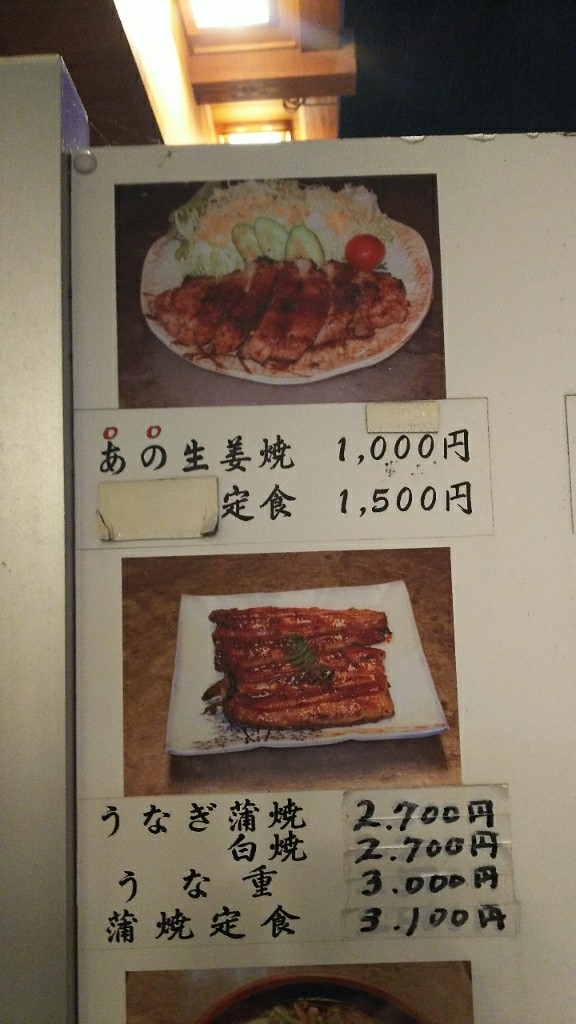 あの生姜焼 1,000円
定食 1,500円
うなぎ蒲焼 2.700円
白焼 2.700円
うな重 3.000円
蒲焼定食 3.100円